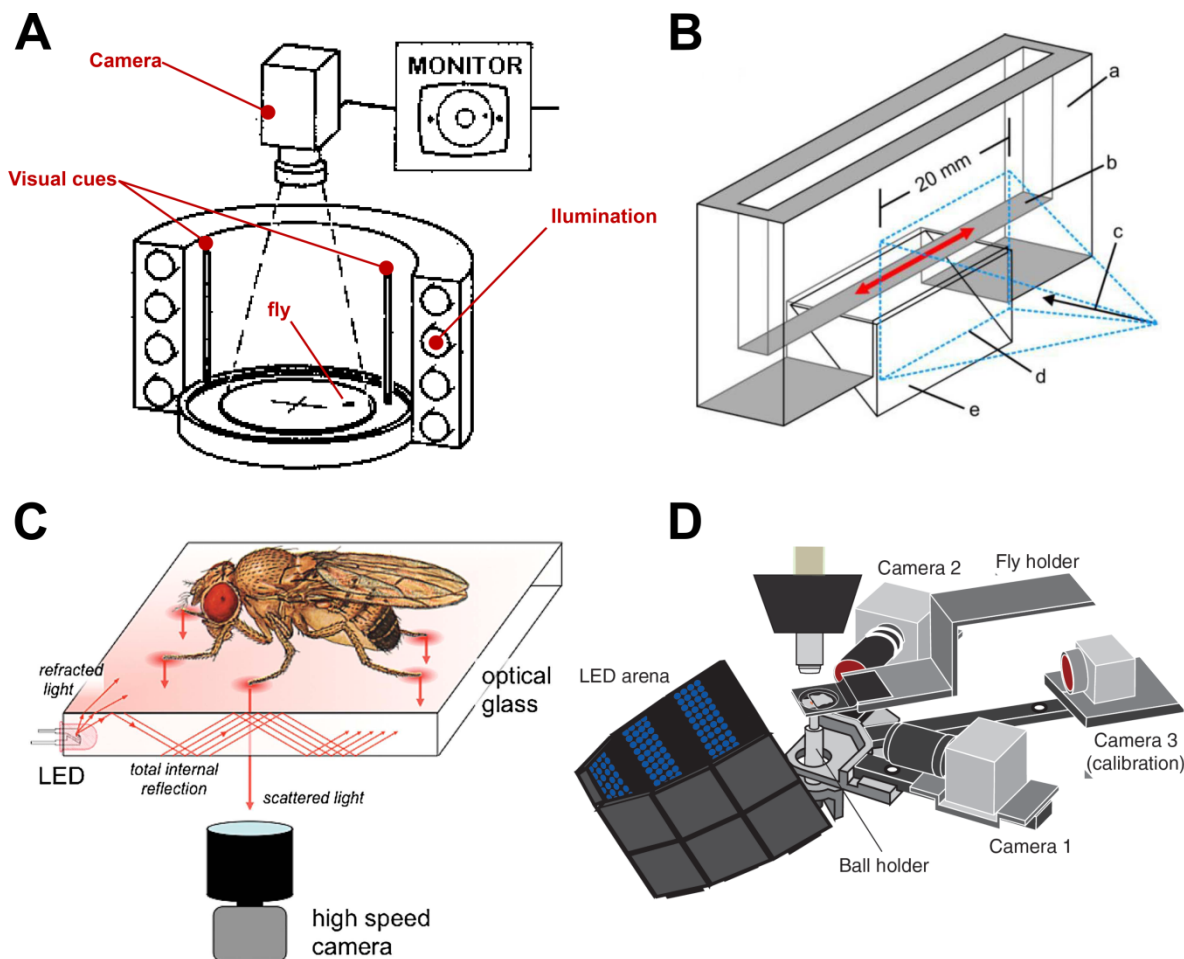 A
Camera
MONITOR
Visual cues
Ilumination
fly
B
a
20 mm
b
c
d
e
C
refracted
light
optical
glass
LED
total internal
reflection
scattered light
high speed
camera
D
Camera 2
Fly holder
LED arena
Camera 3
(calibration)
Camera 1
Ball holder